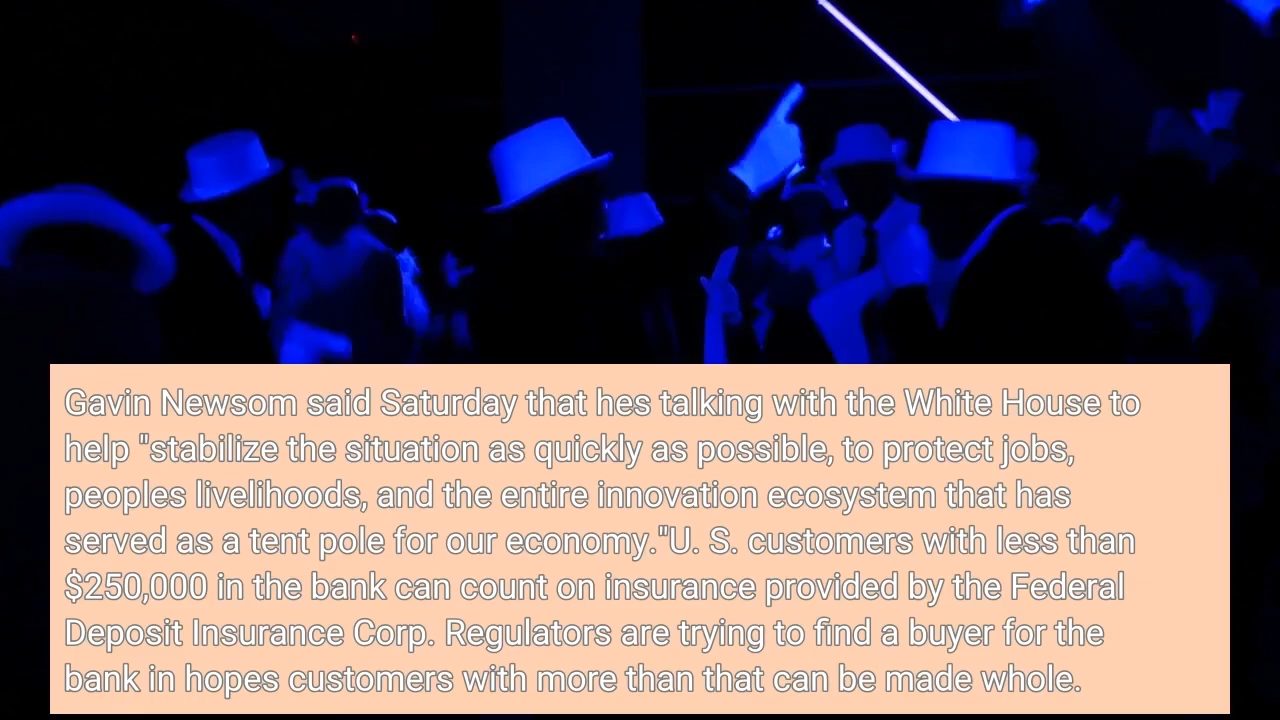 Gavin Newsom said Saturday that hes talking with the White House to
help "stabilize the situation as quickly as possible, to protect jobs,
peoples livelihoods, and the entire innovation ecosystem that has
served as a tent pole for our economy."U. S. customers with less than
$250,000 in the bank can count on insurance provided by the Federal
Deposit Insurance Corp. Regulators are trying to find a buyer for the
bank in hopes customers with more than that can be made whole.